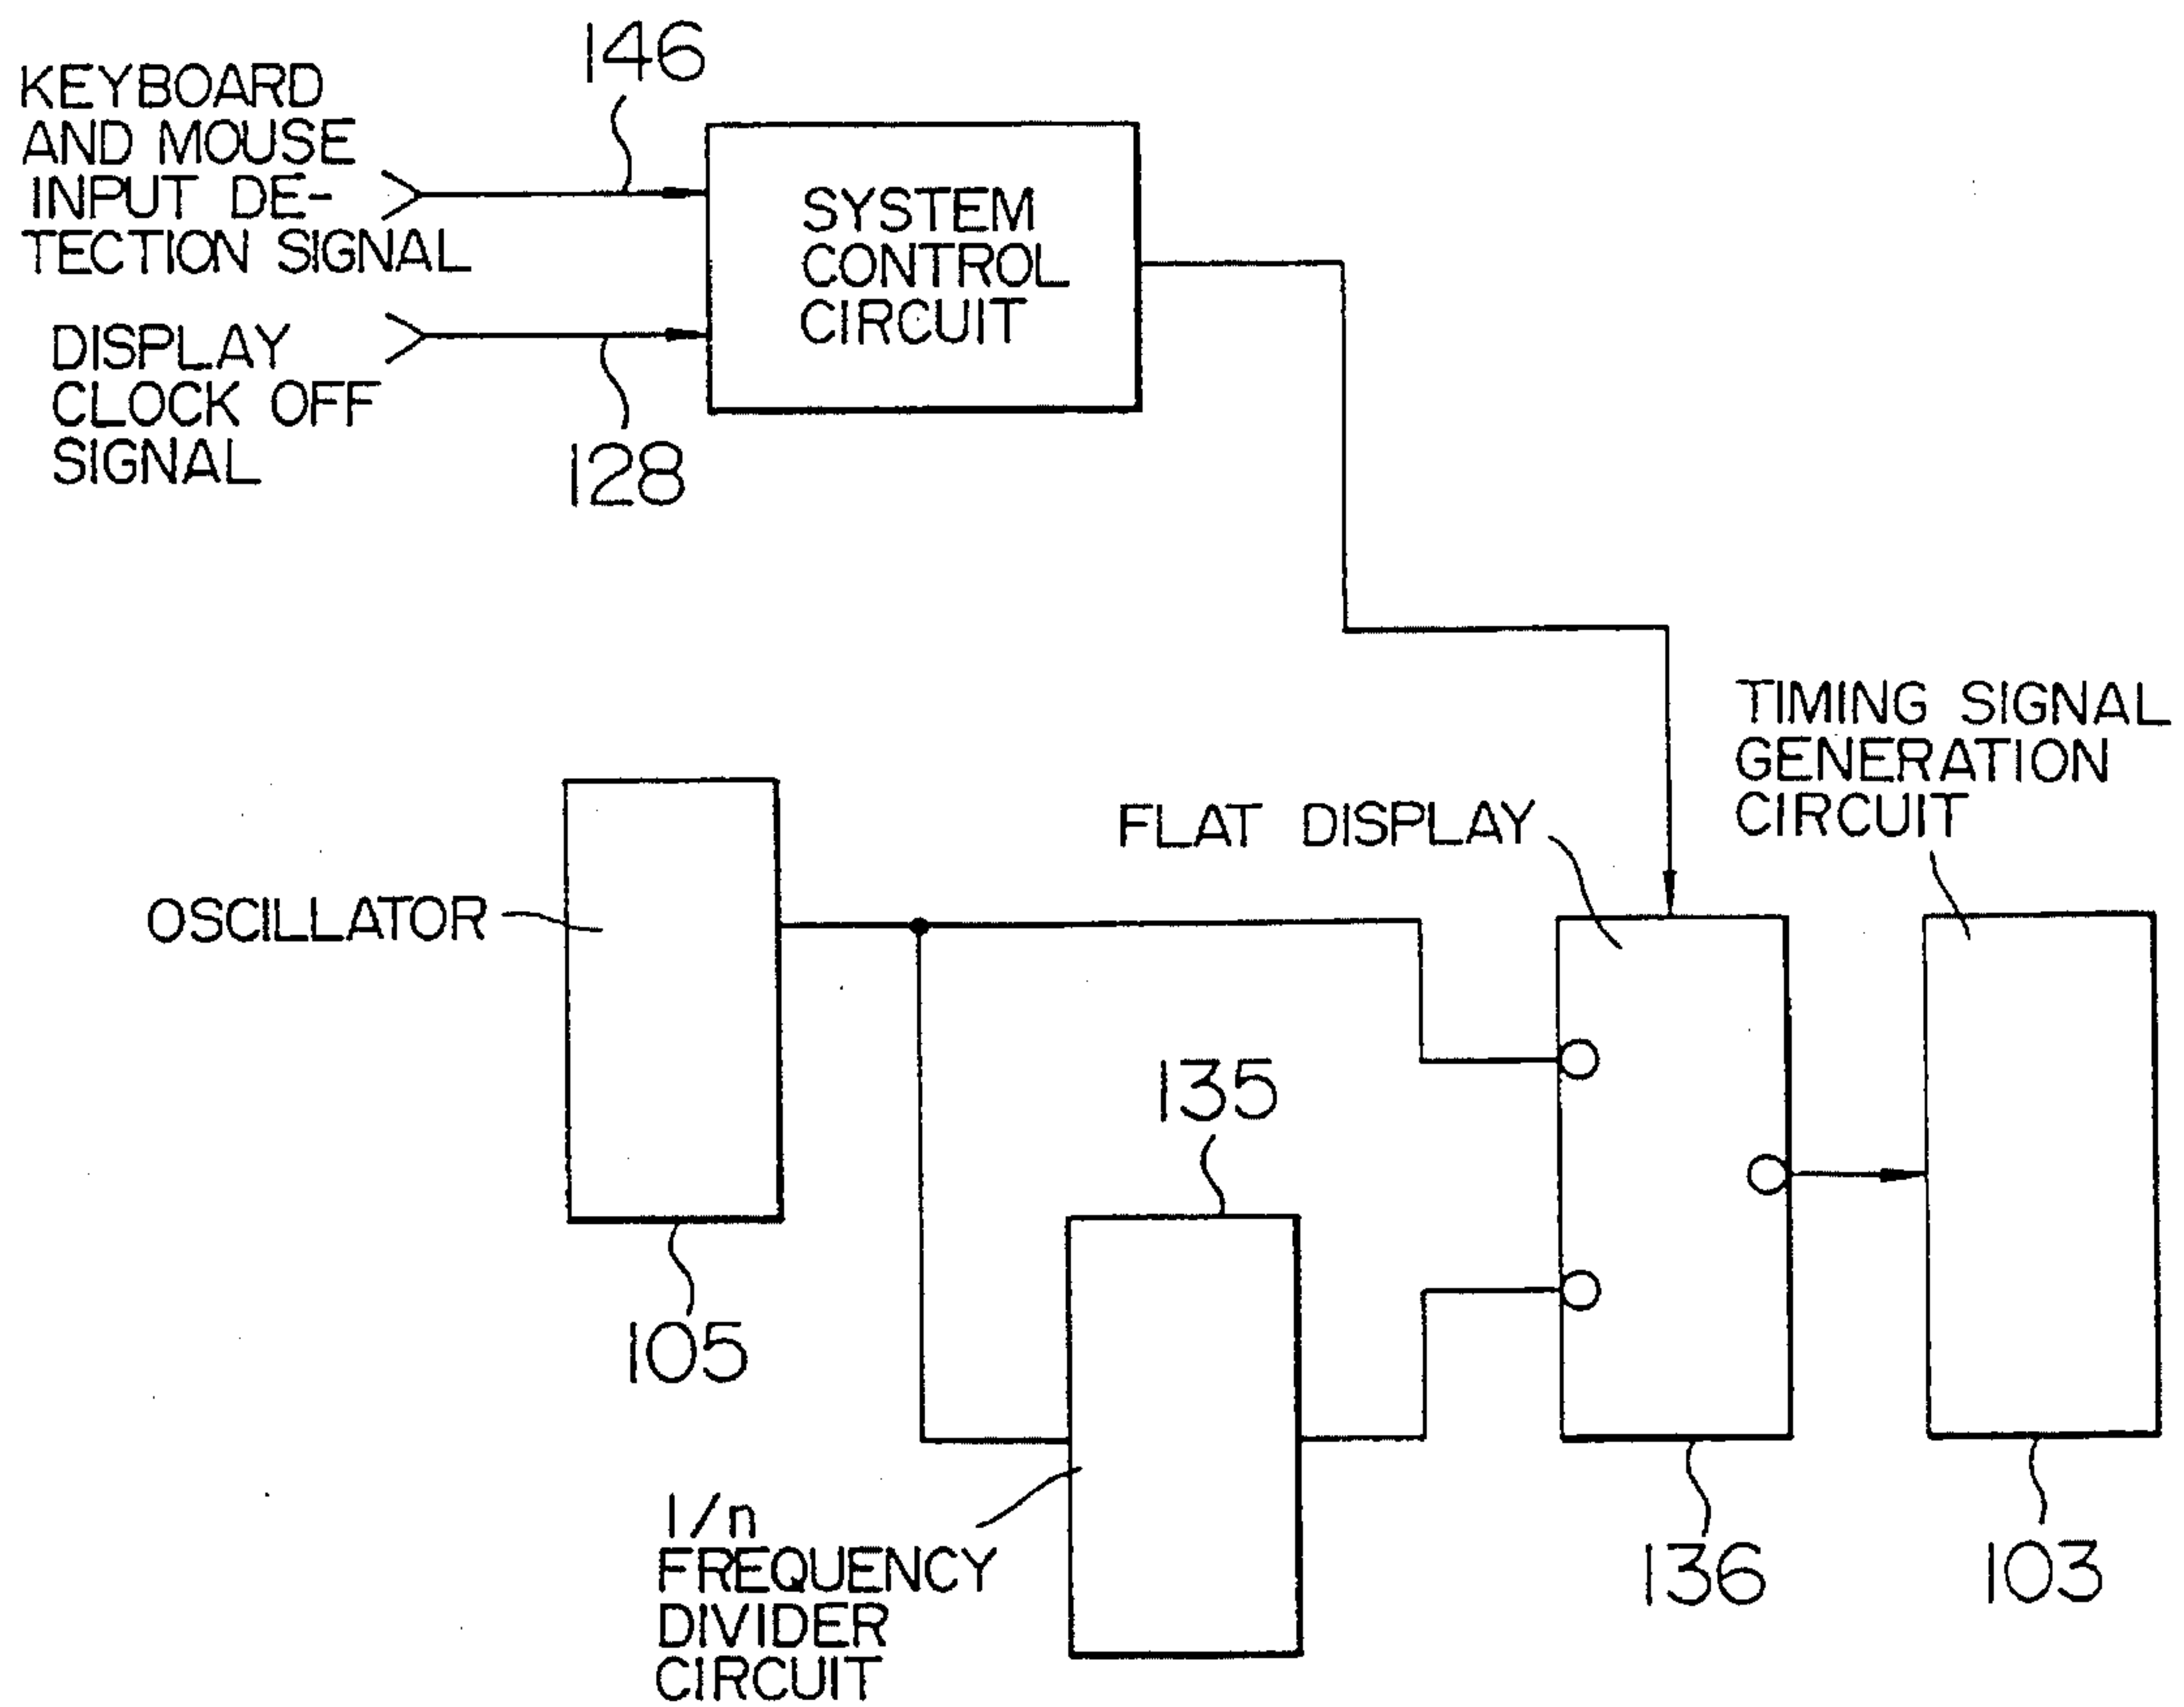 146
KEYBOARD
AND MOUSE
INPUT DE-
TECTION SIGNAL
SYSTEM
CONTROL
CIRCUIT
DISPLAY
CLOCK OFF
SIGNAL
128
TIMING SIGNAL
GENERATION
CIRCUIT
FLAT DISPLAY
OSCILLATOR
135
105
1/n
FREQUENCY
DIVIDER
CIRCUIT
136
103